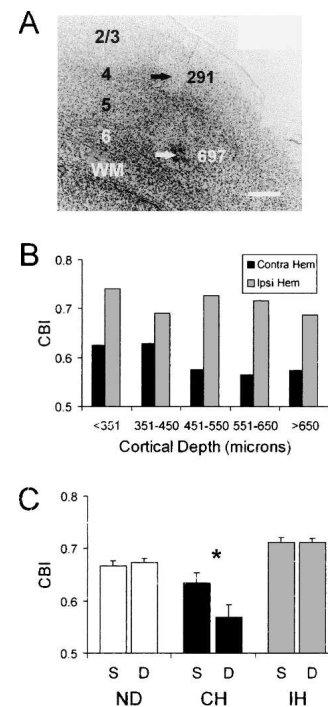 A
2/3
4
291
5
6
697
WM
B
0.8
Contra Hem
Ipsi Hem
0.7
CBI
0.6
0.5
<351 351-450 451-550 551-650 >650
Cortical Depth (microns)
C
0.8
*
0.7
CBI
0.6
0.5
S D S D S D
ND CH IH